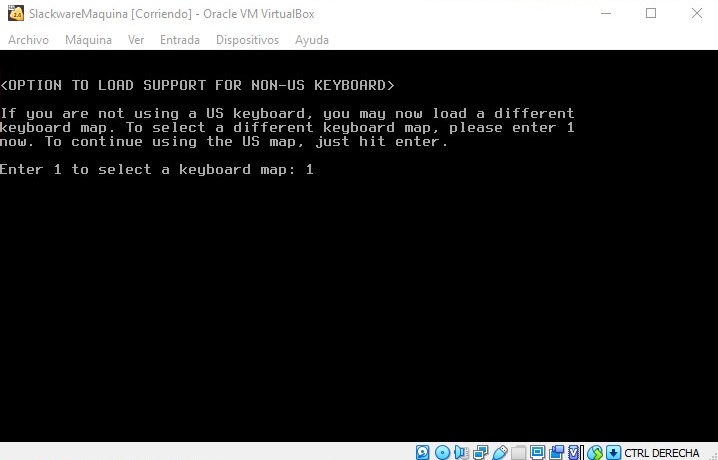 SlackwareMaquina [Corriendo] - Oracle VM VirtualBox
Archivo Máquina Ver Entrada Dispositivos Ayuda
<OPTION TO LOAD SUPPORT FOR NON-US KEYBOARD>
If you are not using a US keyboard, you may now load a different
keyboard map. To select a different keyboard map, please enter 1
now. To continue using the US map, just hit enter.
Enter 1 to select a keyboard map: 1
CTRL DERECHA